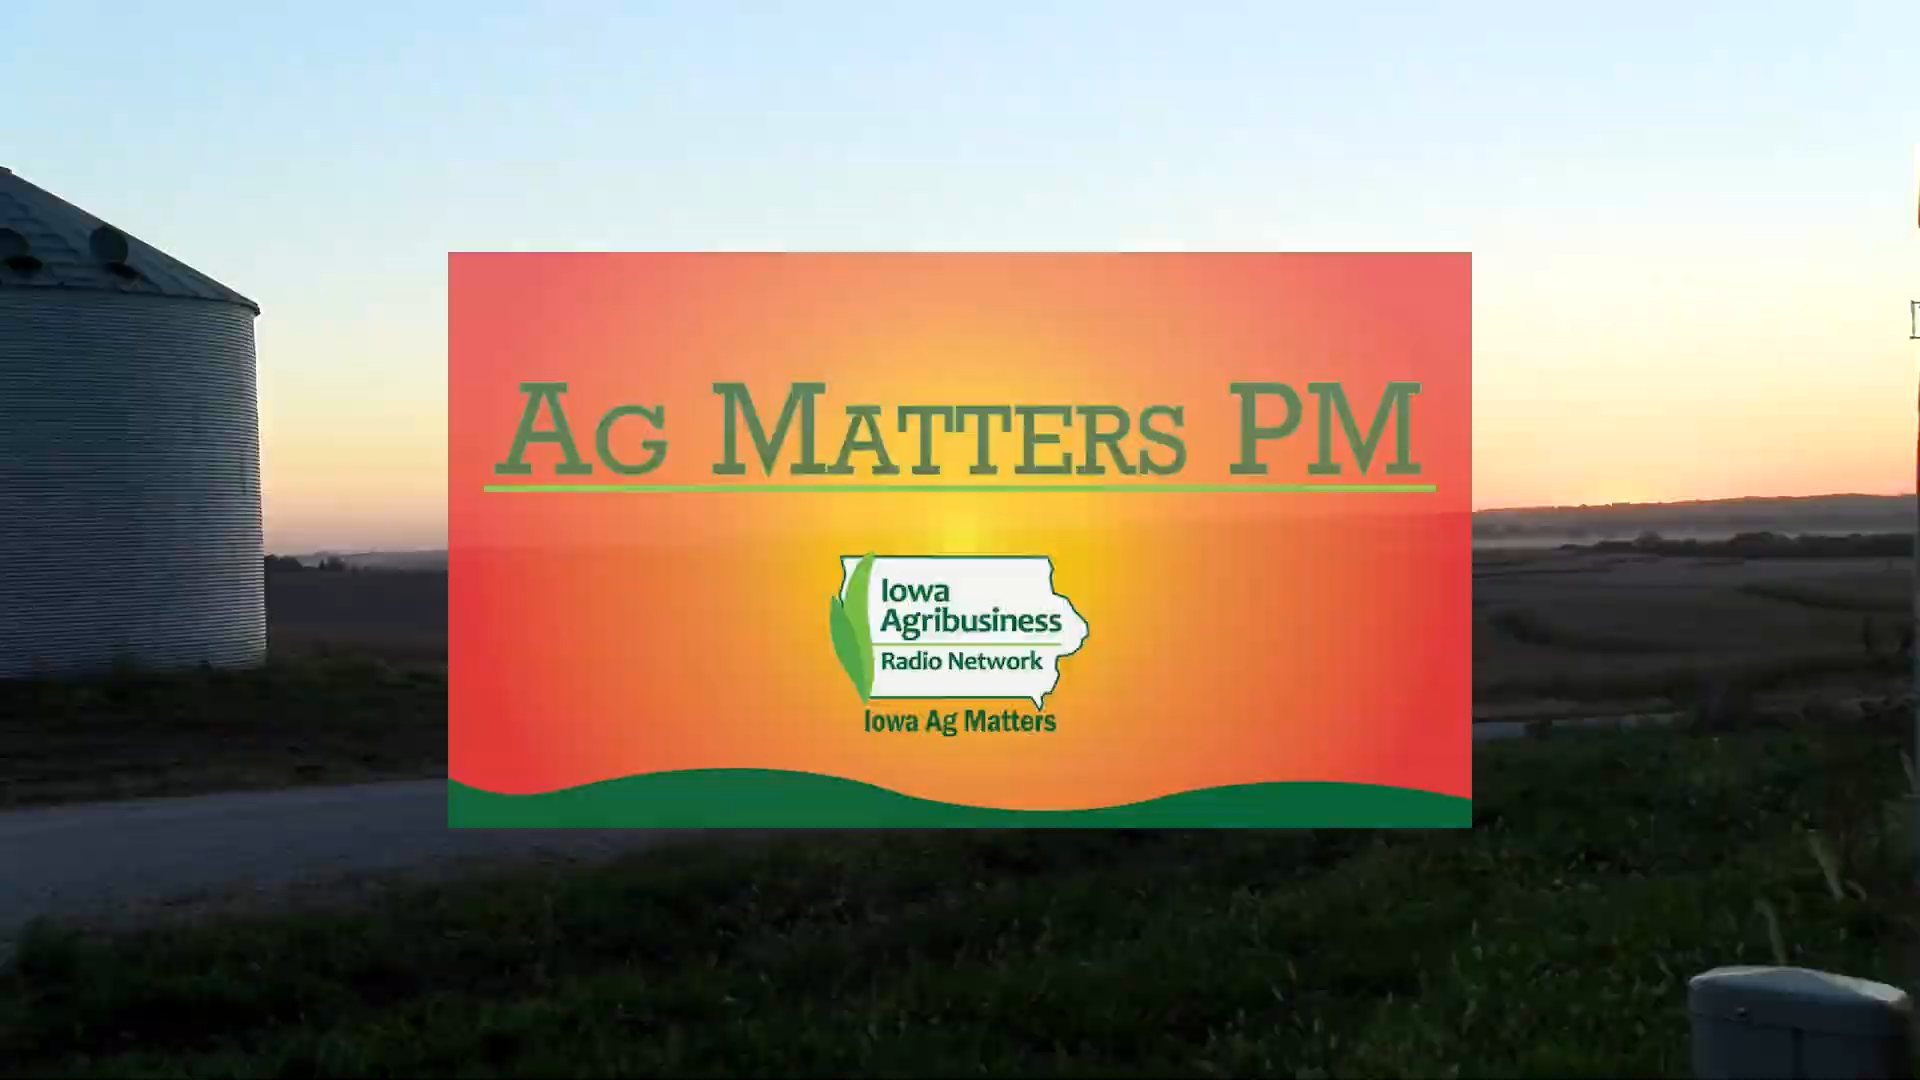 Ag Matters PM
Iowa
Agribusiness
Radio Network
Iowa Ag Matters